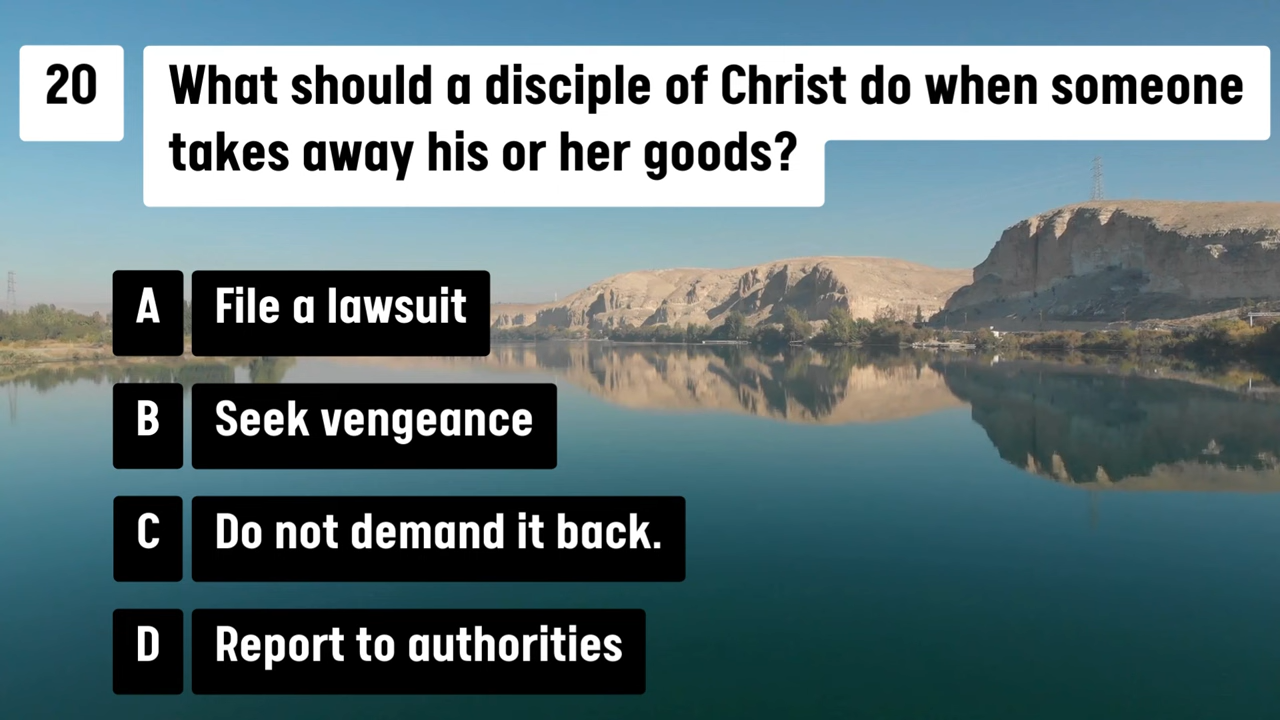 20
What should a disciple of Christ do when someone
takes away his or her goods?
A
File a lawsuit
B
Seek vengeance
C
Do not demand it back.
D
Report to authorities